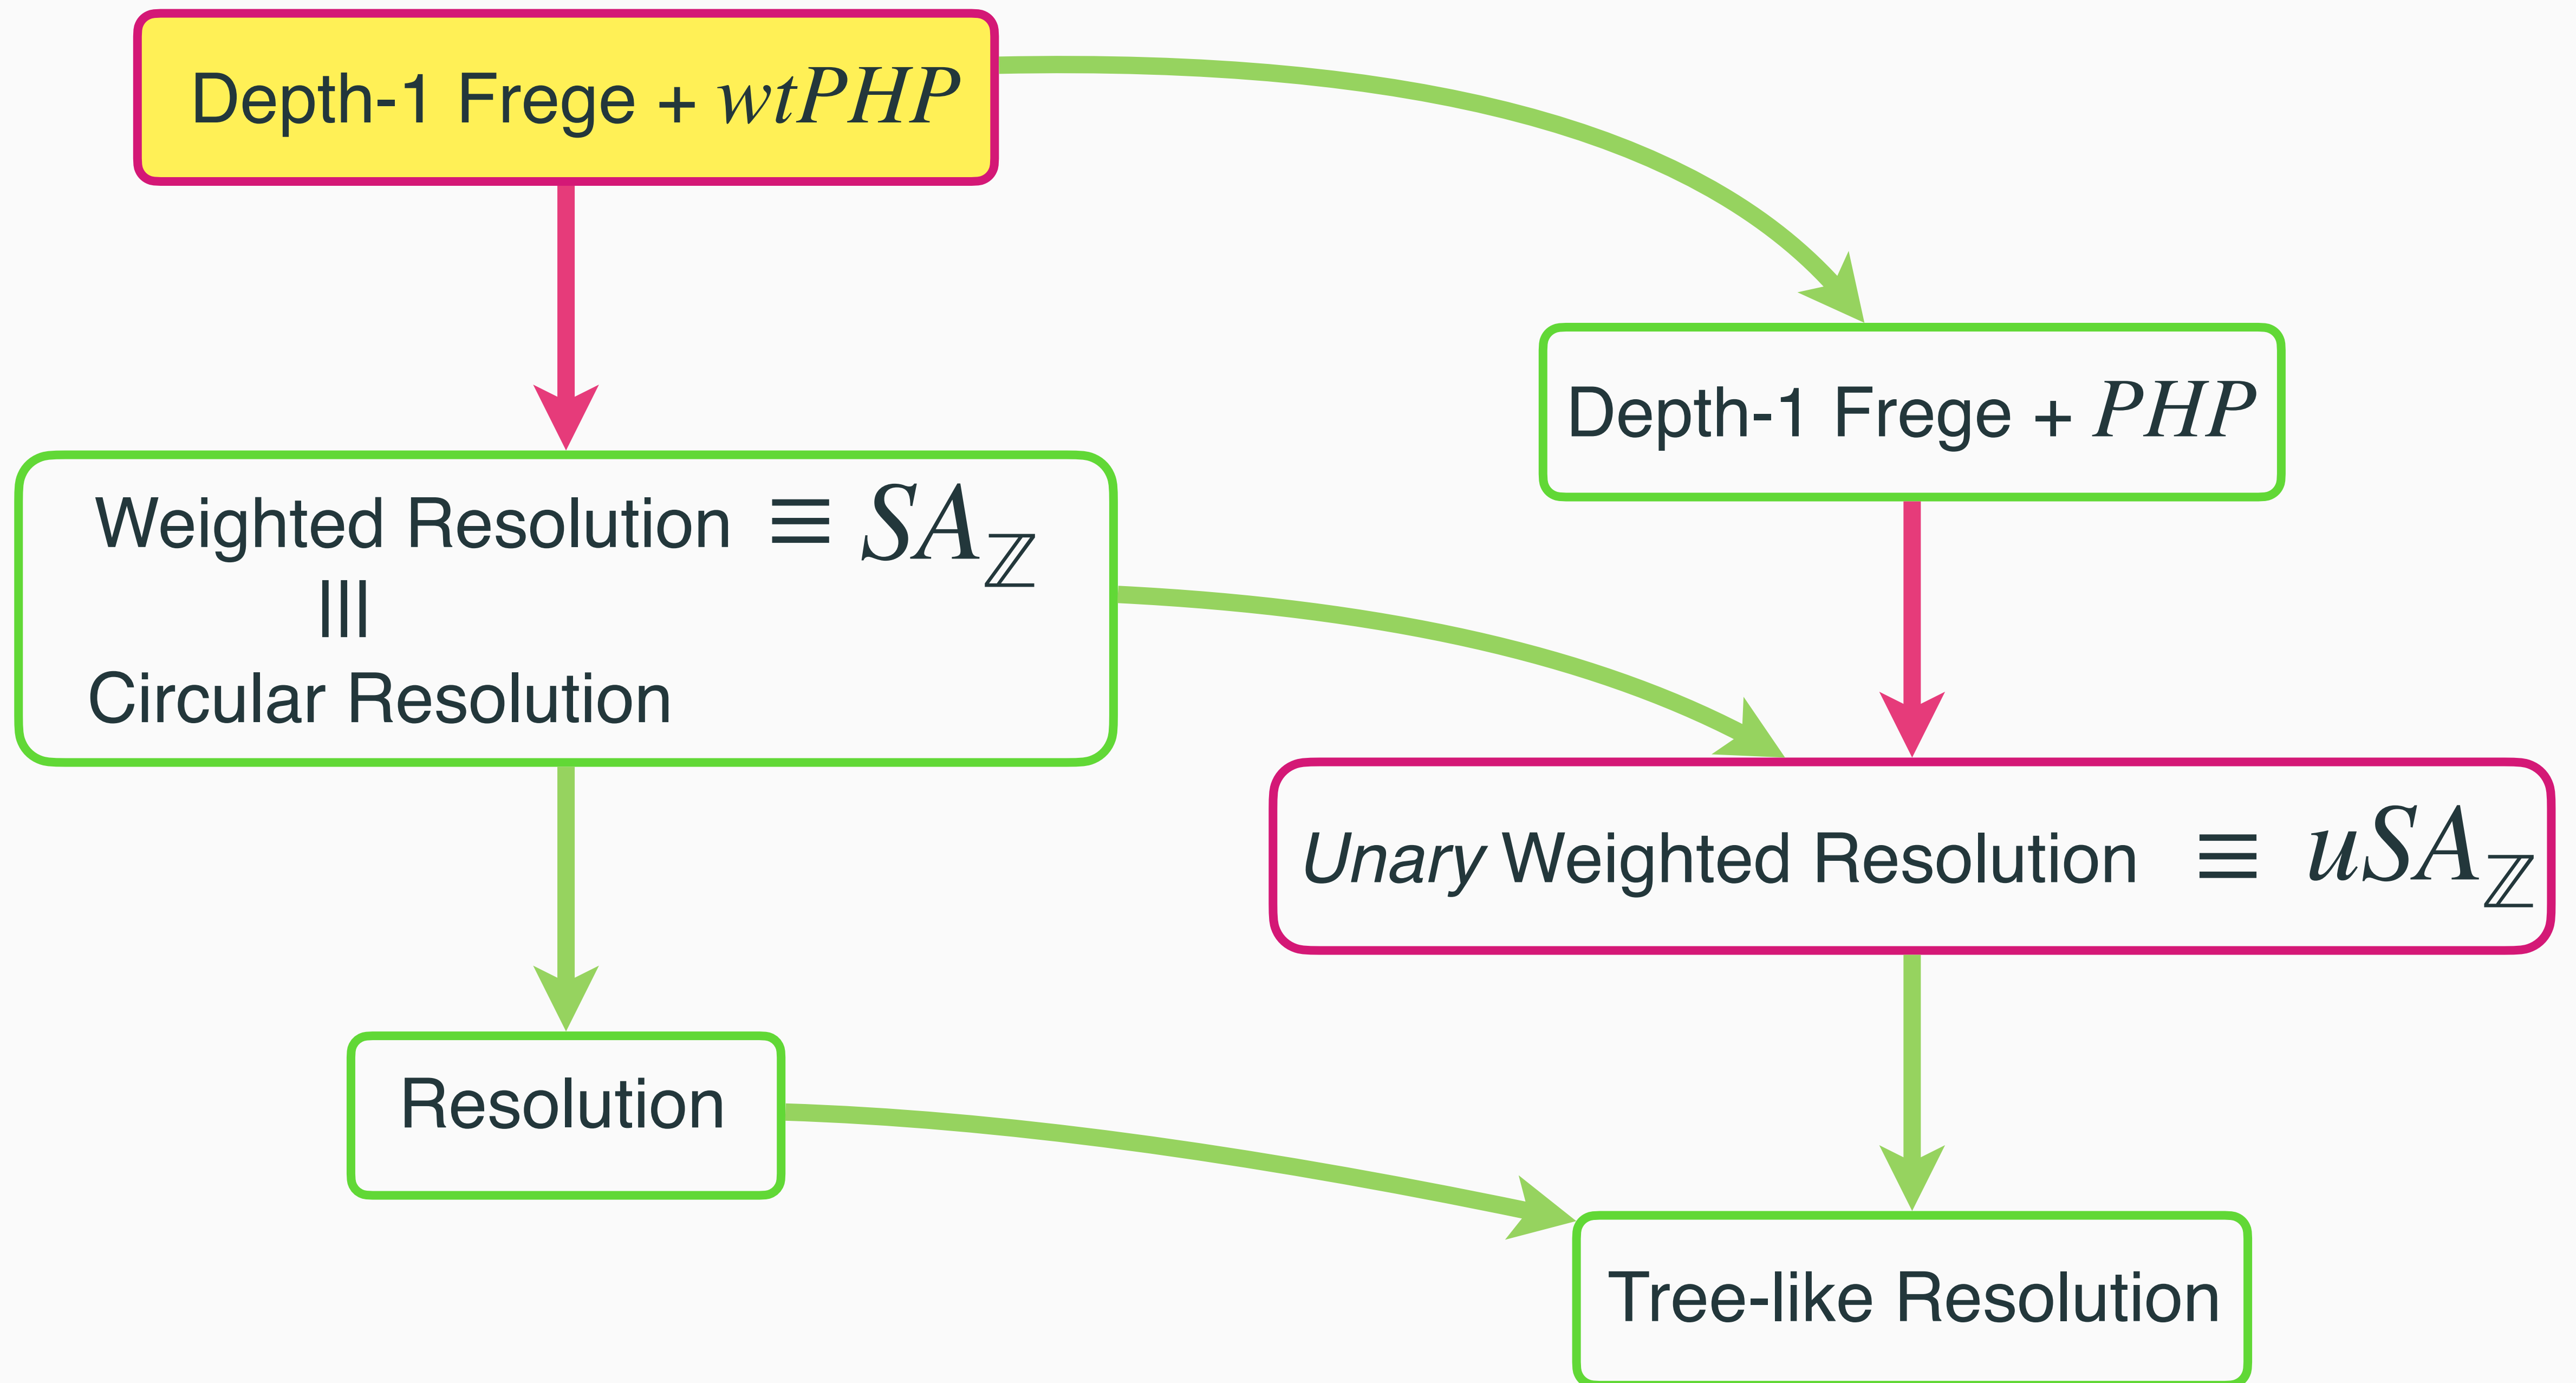 Depth-1 Frege + wtPHP
Depth-1 Frege + PHP
Weighted Resolution ≡ SA_ℤ
|||
Circular Resolution
Unary Weighted Resolution ≡ uSA_ℤ
Resolution
Tree-like Resolution